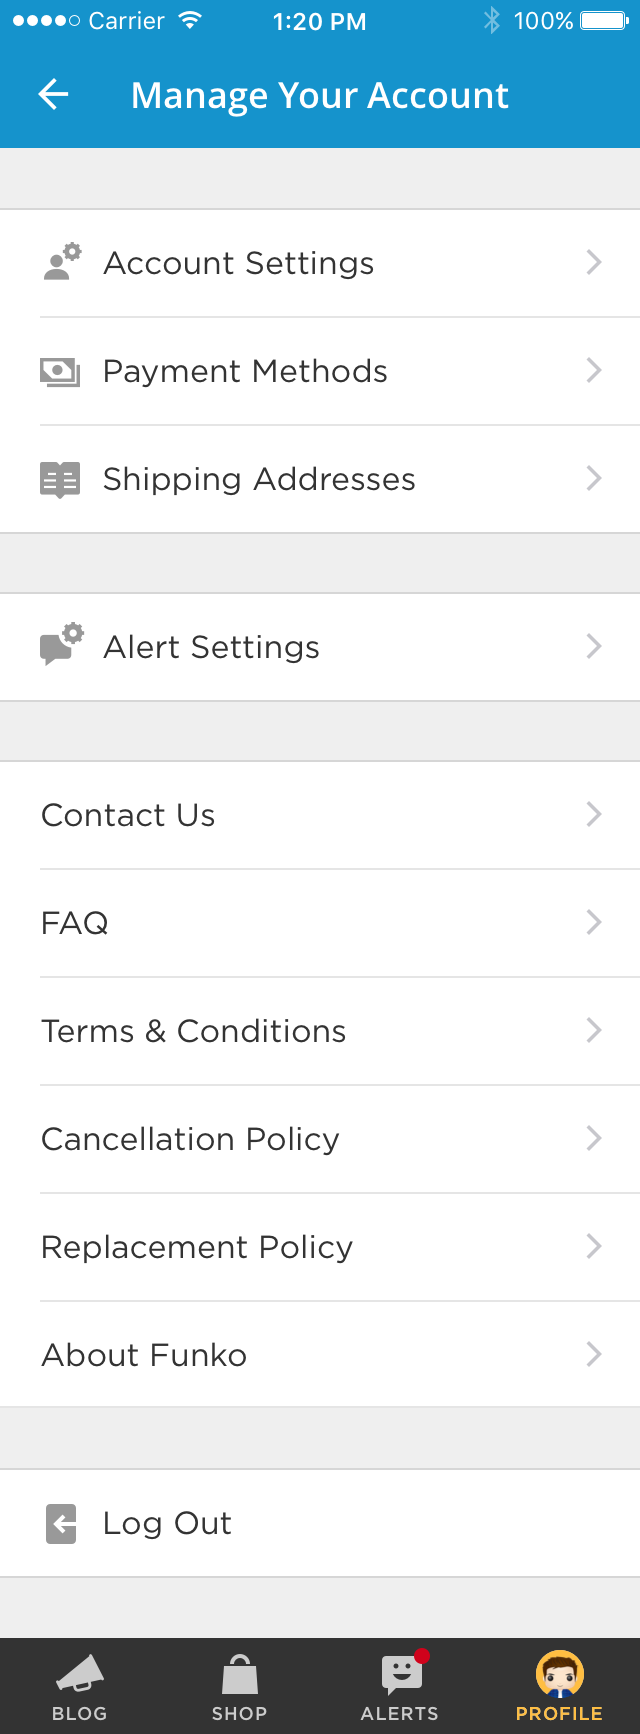 Carrier 1:20 PM 100%
Manage Your Account
Account Settings
Payment Methods
Shipping Addresses
Alert Settings
Contact Us
FAQ
Terms & Conditions
Cancellation Policy
Replacement Policy
About Funko
Log Out
BLOG SHOP ALERTS PROFILE